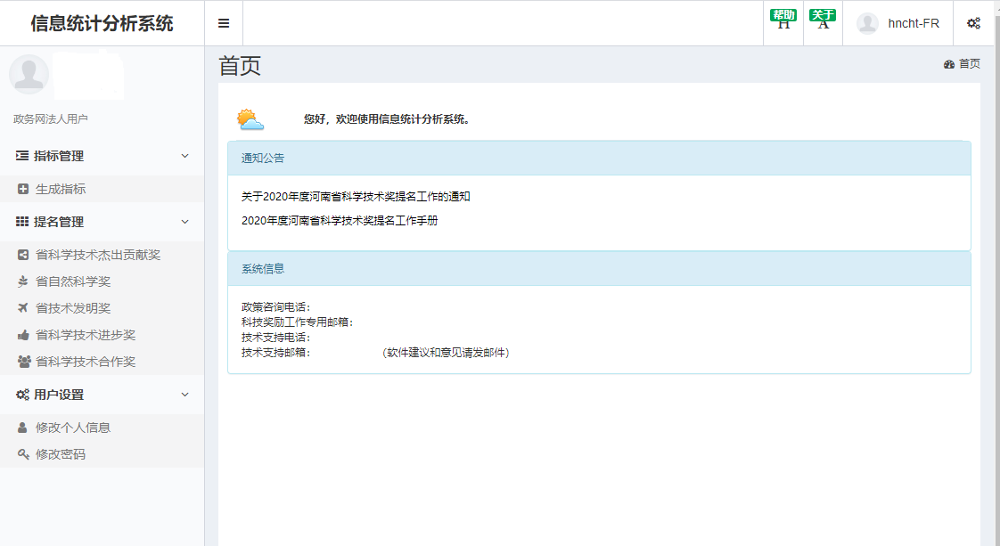 信息统计分析系统
帮助
H
关于
A
hncht-FR
首页
首页
政务网法人用户
指标管理
生成指标
提名管理
省科学技术杰出贡献奖
省自然科学奖
省技术发明奖
省科学技术进步奖
省科学技术合作奖
用户设置
修改个人信息
修改密码
您好，欢迎使用信息统计分析系统。
通知公告
关于2020年度河南省科学技术奖提名工作的通知
2020年度河南省科学技术奖提名工作手册
系统信息
政策咨询电话：
科技奖励工作专用邮箱：
技术支持电话：
技术支持邮箱： （软件建议和意见请发邮件）